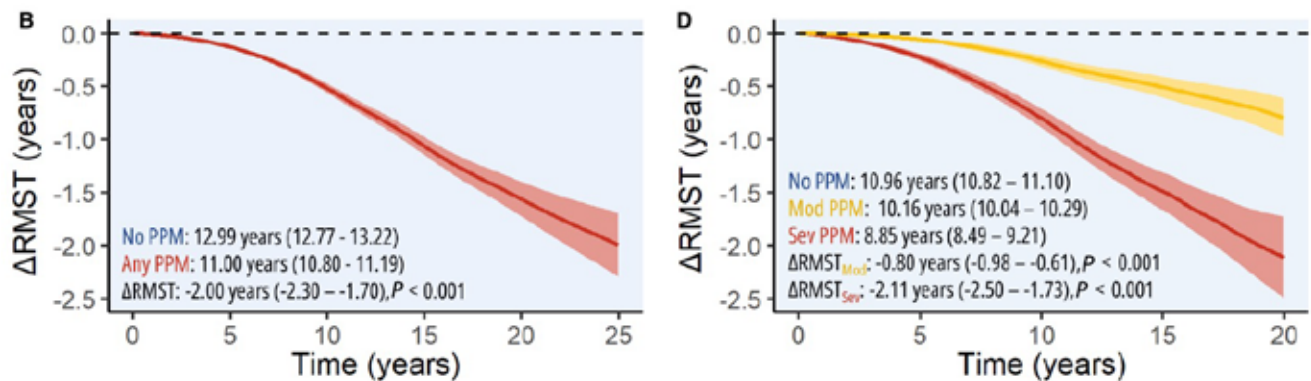 B
ΔRMST (years)
0.0
-0.5
-1.0
-1.5
-2.0
-2.5
No PPM: 12.99 years (12.77 - 13.22)
Any PPM: 11.00 years (10.80 - 11.19)
ΔRMST: -2.00 years (-2.30 – -1.70), P < 0.001
0 5 10 15 20 25
Time (years)
D
ΔRMST (years)
0.0
-0.5
-1.0
-1.5
-2.0
-2.5
No PPM: 10.96 years (10.82 – 11.10)
Mod PPM: 10.16 years (10.04 – 10.29)
Sev PPM: 8.85 years (8.49 – 9.21)
ΔRMST Mod: -0.80 years (-0.98 – -0.61), P < 0.001
ΔRMST Sev: -2.11 years (-2.50 – -1.73), P < 0.001
0 5 10 15 20
Time (years)